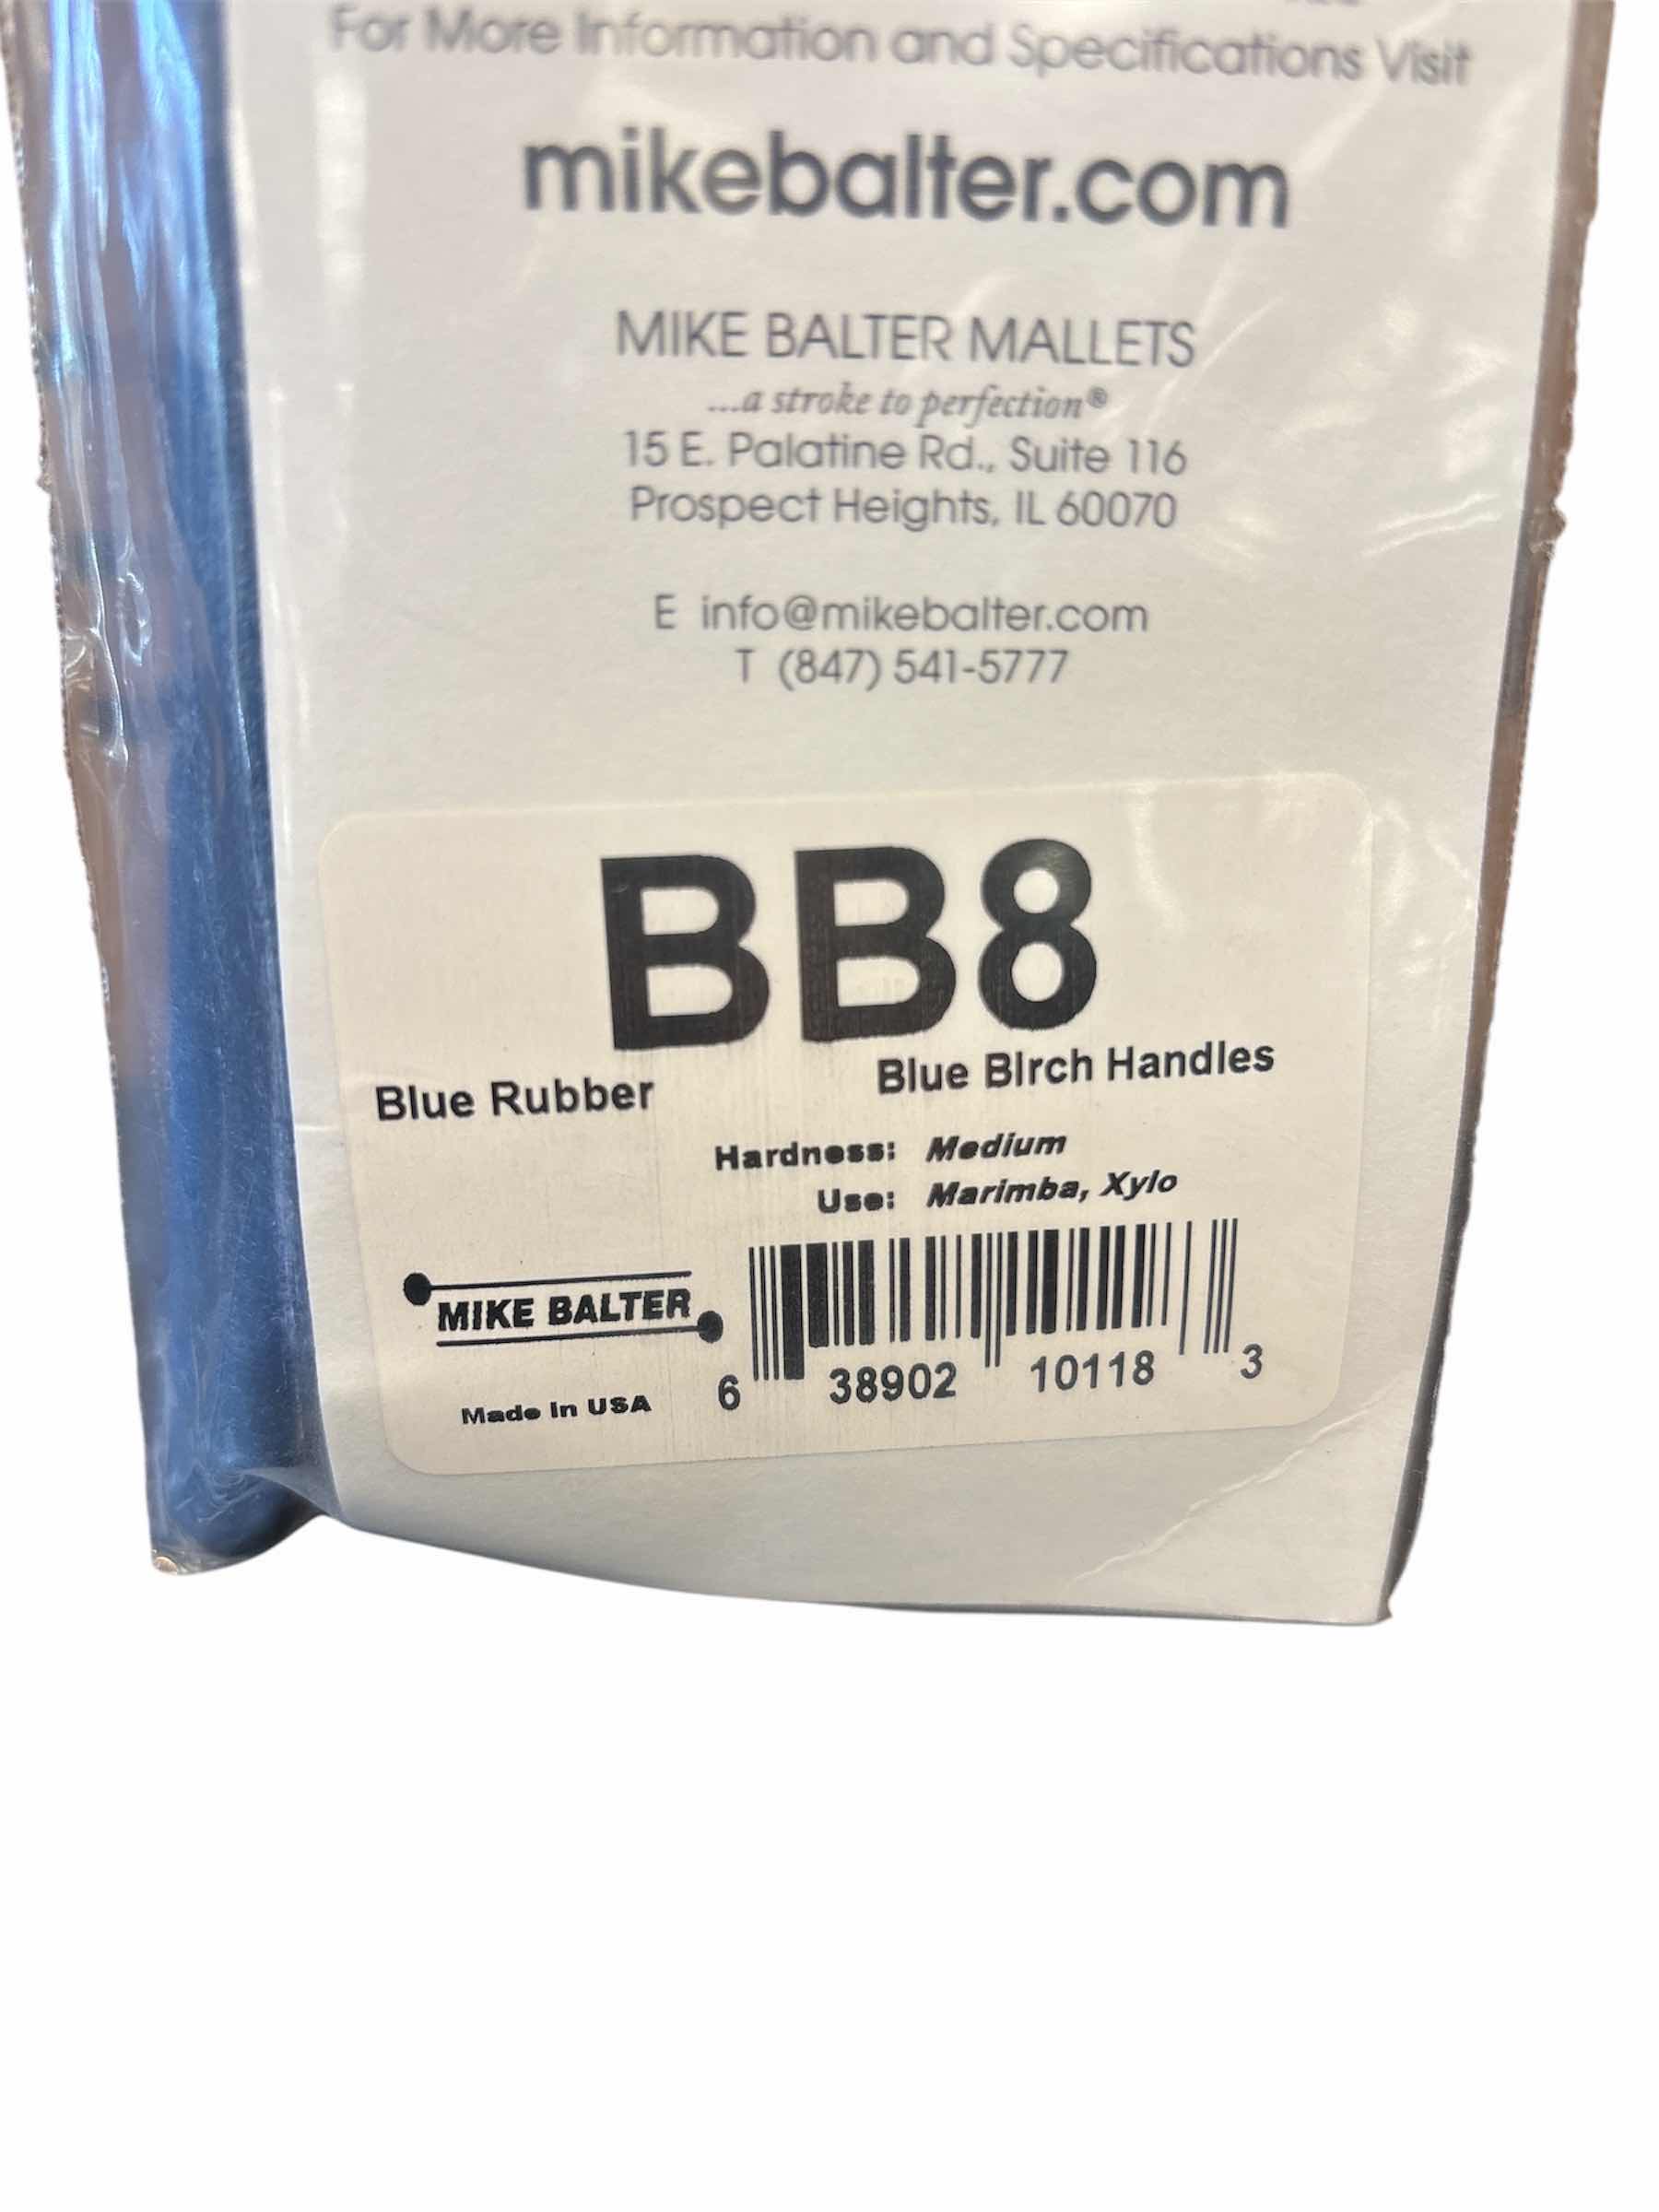 For More Information and Specifications Visit
mikebalter.com
MIKE BALTER MALLETS
...a stroke to perfection®
15 E. Palatine Rd., Suite 116
Prospect Heights, IL 60070
E info@mikebalter.com
T (847) 541-5777
BB8
Blue Rubber Blue BIrch Handles
Hardness: Medium
Use: Marimba, Xylo
MIKE BALTER
Made in USA
6 38902 10118 3